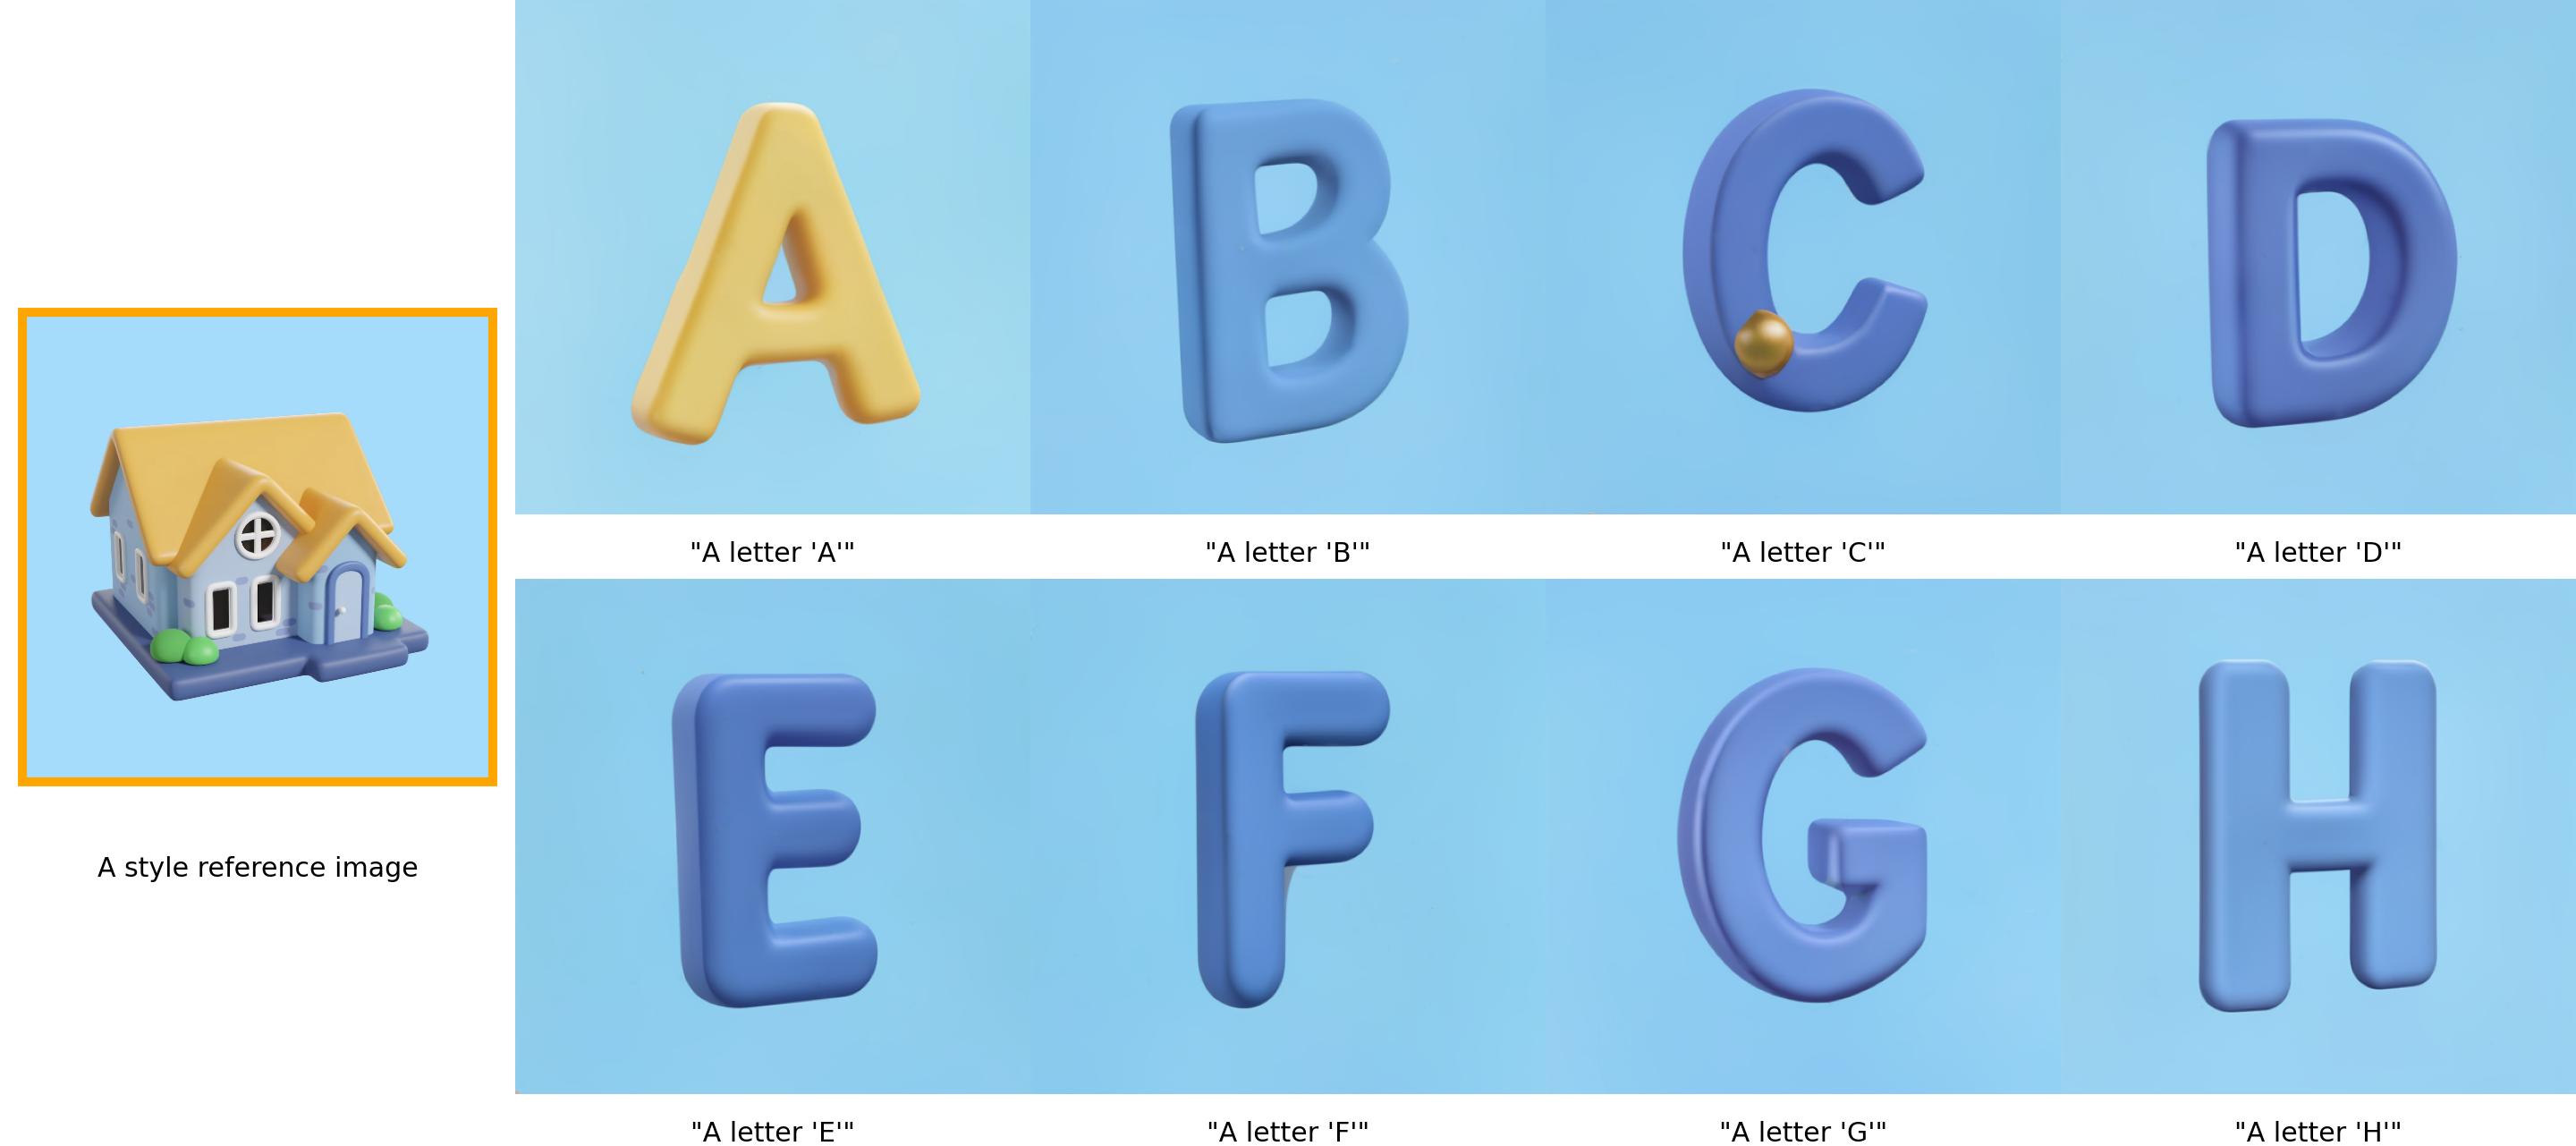 A
B
C
D
"A letter 'A'"
"A letter 'B'"
"A letter 'C'"
"A letter 'D'"
A style reference image
E
F
G
H
"A letter 'E'"
"A letter 'F'"
"A letter 'G'"
"A letter 'H'"